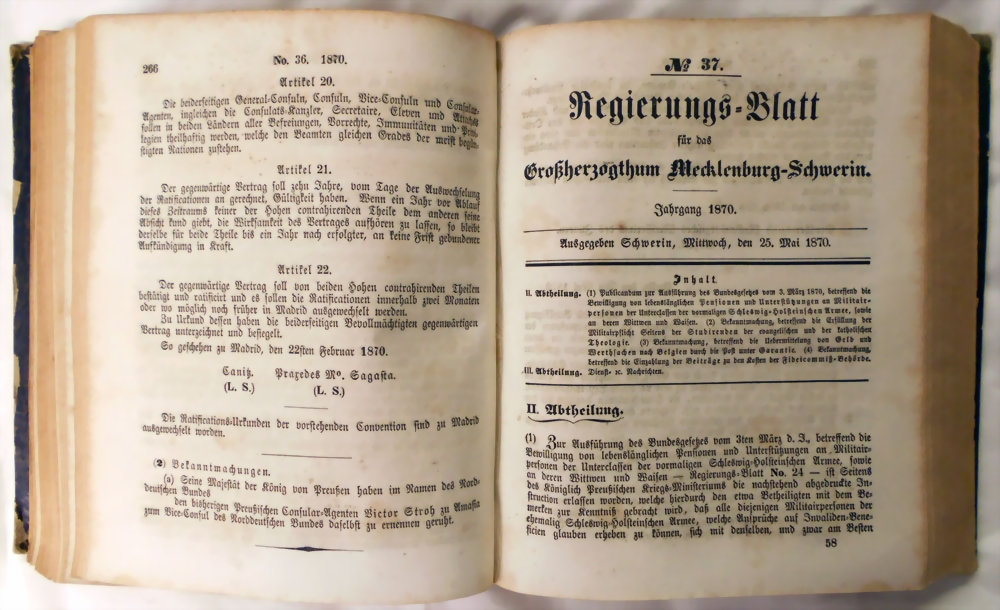 266
No. 36. 1870.
Artikel 20.
Die beiderseitigen General-Consuln, Consuln, Vice-Consuln und Consular-
Agenten, ingleichen die Consulats-Kanzler, Secretaire, Eleven und Attachés
sollen in beiden Ländern aller Befreiungen, Vorrechte, Immunitäten und Privi-
legien theilhaftig werden, welche den Beamten gleichen Grades der meist begün-
stigten Nationen zustehen.
Artikel 21.
Der gegenwärtige Vertrag soll zehn Jahre, vom Tage der Auswechselung
der Ratificationen an gerechnet, Gültigkeit haben. Wenn ein Jahr vor Ablauf
dieses Zeitraums keiner der Hohen contrahirenden Theile dem anderen seine
Absicht kund giebt, die Wirksamkeit des Vertrages aufhören zu lassen, so bleibt
derselbe für beide Theile bis ein Jahr nach erfolgter, an keine Frist gebundener
Aufkündigung in Kraft.
Artikel 22.
Der gegenwärtige Vertrag soll von beiden Hohen contrahirenden Theilen
bestätigt und ratificirt und es sollen die Ratificationen innerhalb zwei Monaten
oder wo möglich noch früher in Madrid ausgewechselt werden.
Zu Urkund dessen haben die beiderseitigen Bevollmächtigten gegenwärtigen
Vertrag unterzeichnet und besiegelt.
So geschehen zu Madrid, den 22sten Februar 1870.
Canitz. Praxedes Mº. Sagasta.
(L. S.) (L. S.)
Die Ratifications-Urkunden der vorstehenden Convention sind zu Madrid
ausgewechselt worden.
(2) Bekanntmachungen.
(a) Seine Majestät der König von Preußen haben im Namen des Nord-
deutschen Bundes
den bisherigen Preußischen Consular-Agenten Victor Stroh zu Amasia
zum Vice-Consul des Norddeutschen Bundes daselbst zu ernennen geruht.
№ 37.
Regierungs-Blatt
für das
Großherzogthum Mecklenburg-Schwerin.
Jahrgang 1870.
Ausgegeben Schwerin, Mittwoch, den 25. Mai 1870.
Inhalt.
II. Abtheilung. (1) Publicandum zur Ausführung des Bundesgesetzes vom 3. März 1870, betreffend die
Bewilligung von lebenslänglichen Pensionen und Unterstützungen an Militair-
personen der Unterclassen der vormaligen Schleswig-Holsteinschen Armee, sowie
an deren Wittwen und Waisen. (2) Bekanntmachung, betreffend die Erfüllung der
Militairpflicht Seitens der Studirenden der evangelischen und der katholischen
Theologie. (3) Bekanntmachung, betreffend die Uebermittelung von Geld und
Werthsachen nach Belgien durch die Post unter Garantie. (4) Bekanntmachung,
betreffend die Einzahlung der Beiträge zu den Kosten der Fideicommiß-Behörde.
III. Abtheilung. Dienst- ꝛc. Nachrichten.
II. Abtheilung.
(1) Zur Ausführung des Bundesgesetzes vom 3ten März d. J., betreffend die
Bewilligung von lebenslänglichen Pensionen und Unterstützungen an Militair-
personen der Unterclassen der vormaligen Schleswig-Holsteinschen Armee, sowie
an deren Wittwen und Waisen — Regierungs-Blatt No. 24 — ist Seitens
des Königlich Preußischen Kriegs-Ministeriums die nachstehend abgedruckte In-
struction erlassen worden, welche hierdurch den etwa Betheiligten mit dem Be-
merken zur Kenntniß gebracht wird, daß alle diejenigen Militairpersonen der
ehemalig Schleswig-Holsteinschen Armee, welche Ansprüche auf Invaliden-Bene-
ficien glauben erheben zu können, sich mit denselben, und zwar am Besten
58